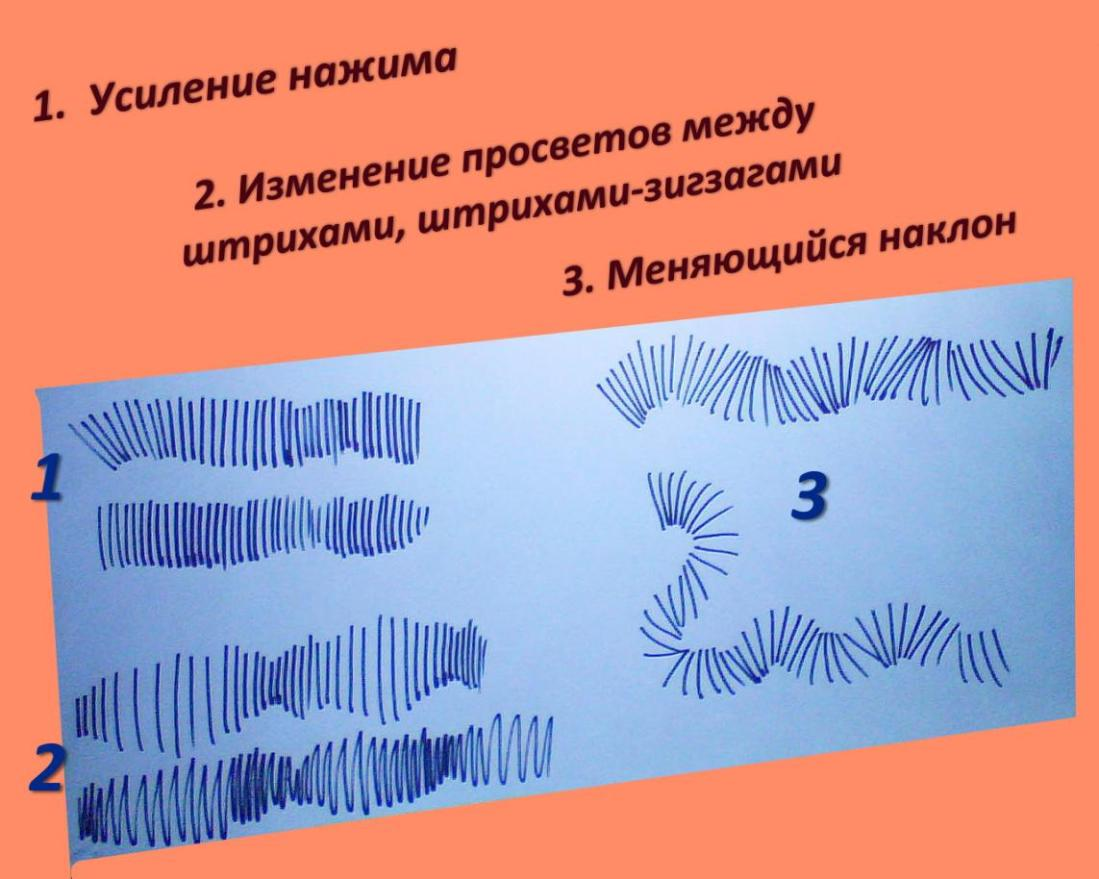 1. Усиление нажима
2. Изменение просветов между
штрихами, штрихами-зигзагами
3. Меняющийся наклон
1
3
2